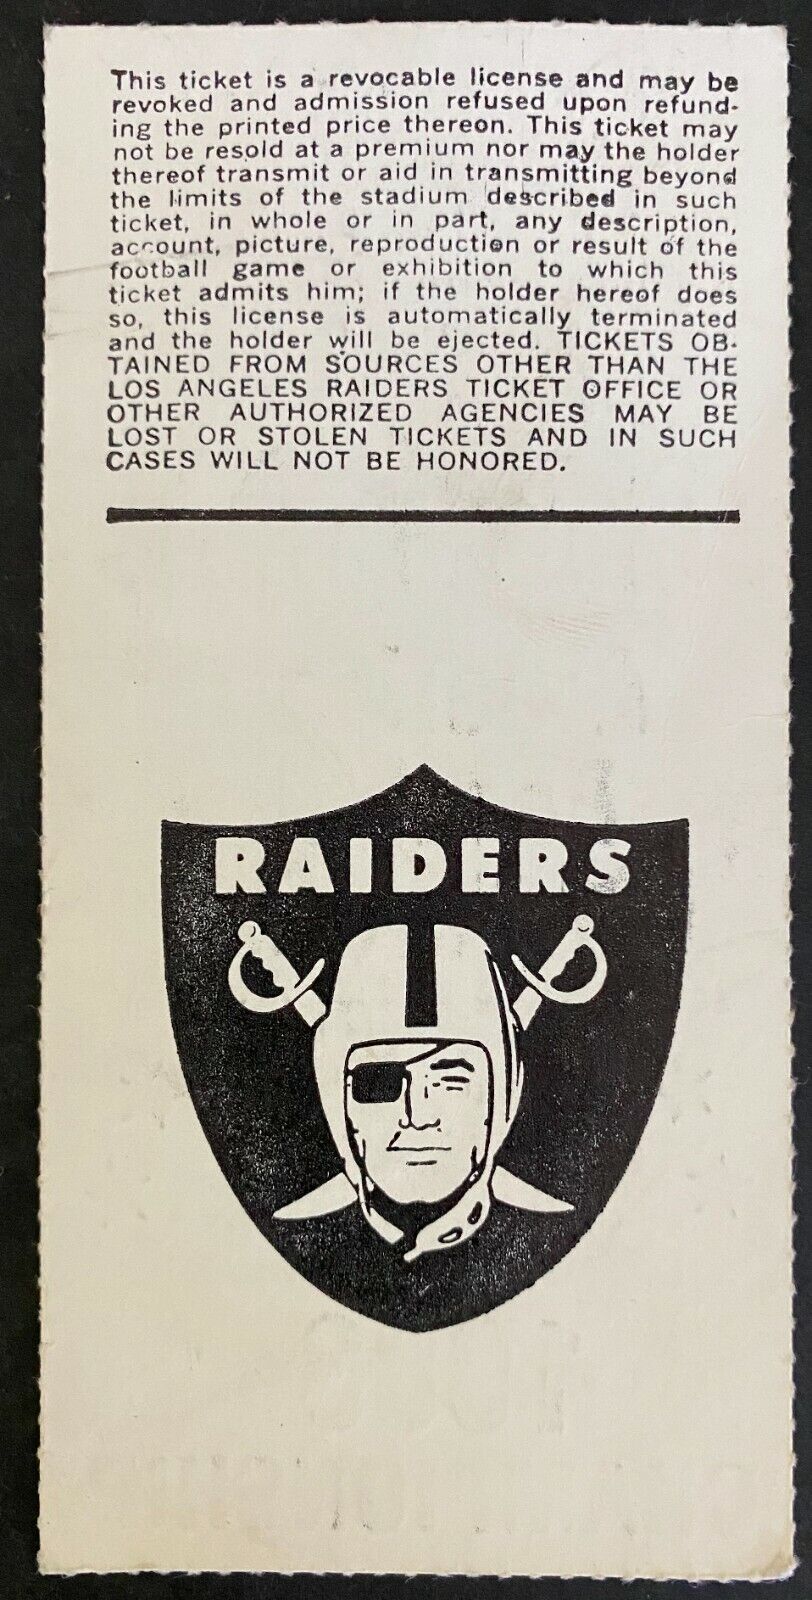 This ticket is a revocable license and may be
revoked and admission refused upon refund-
ing the printed price thereon. This ticket may
not be resold at a premium nor may the holder
thereof transmit or aid in transmitting beyond
the limits of the stadium described in such
ticket, in whole or in part, any description,
account, picture, reproduction or result of the
football game or exhibition to which this
ticket admits him; if the holder hereof does
so, this license is automatically terminated
and the holder will be ejected. TICKETS OB-
TAINED FROM SOURCES OTHER THAN THE
LOS ANGELES RAIDERS TICKET OFFICE OR
OTHER AUTHORIZED AGENCIES MAY BE
LOST OR STOLEN TICKETS AND IN SUCH
CASES WILL NOT BE HONORED.
RAIDERS